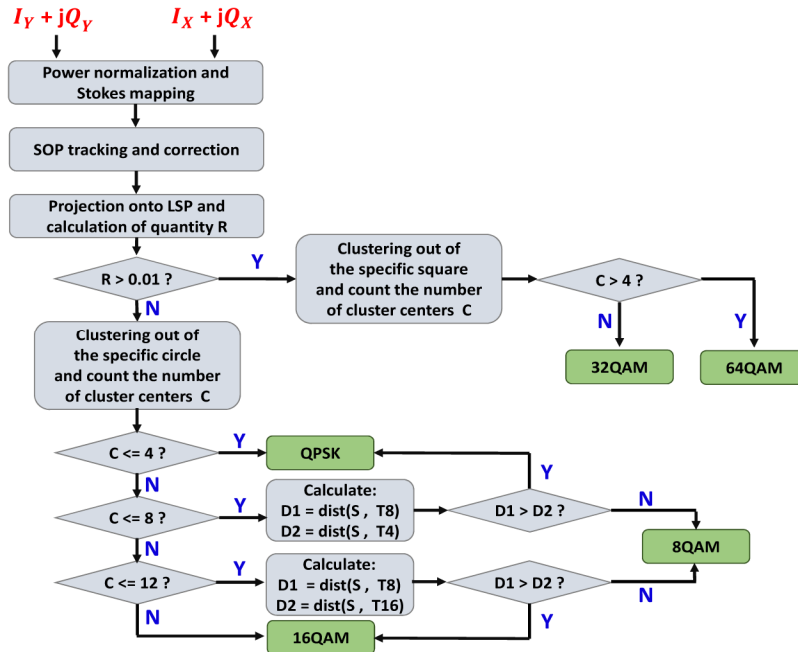 I_Y + jQ_Y
I_X + jQ_X
Power normalization and
Stokes mapping
SOP tracking and correction
Projection onto LSP and
calculation of quantity R
R > 0.01 ?
Y
N
Clustering out of
the specific square
and count the number
of cluster centers C
C > 4 ?
N
Y
32QAM
64QAM
Clustering out of
the specific circle
and count the number
of cluster centers C
C <= 4 ?
Y
N
QPSK
C <= 8 ?
Y
N
Calculate:
D1 = dist(S , T8)
D2 = dist(S , T4)
D1 > D2 ?
Y
N
8QAM
C <= 12 ?
Y
N
Calculate:
D1 = dist(S , T8)
D2 = dist(S , T16)
D1 > D2 ?
N
Y
16QAM